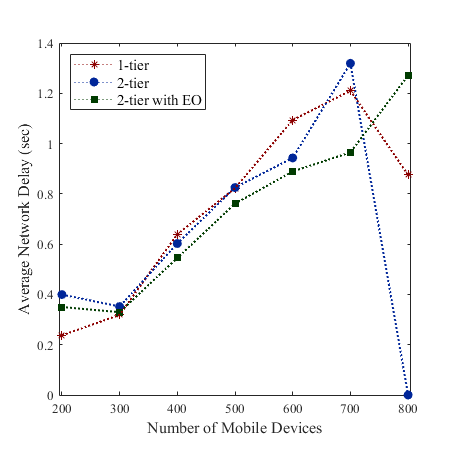 1.4
1-tier
2-tier
2-tier with EO
1.2
1
0.8
0.6
0.4
0.2
0
Average Network Delay (sec)
200 300 400 500 600 700 800
Number of Mobile Devices